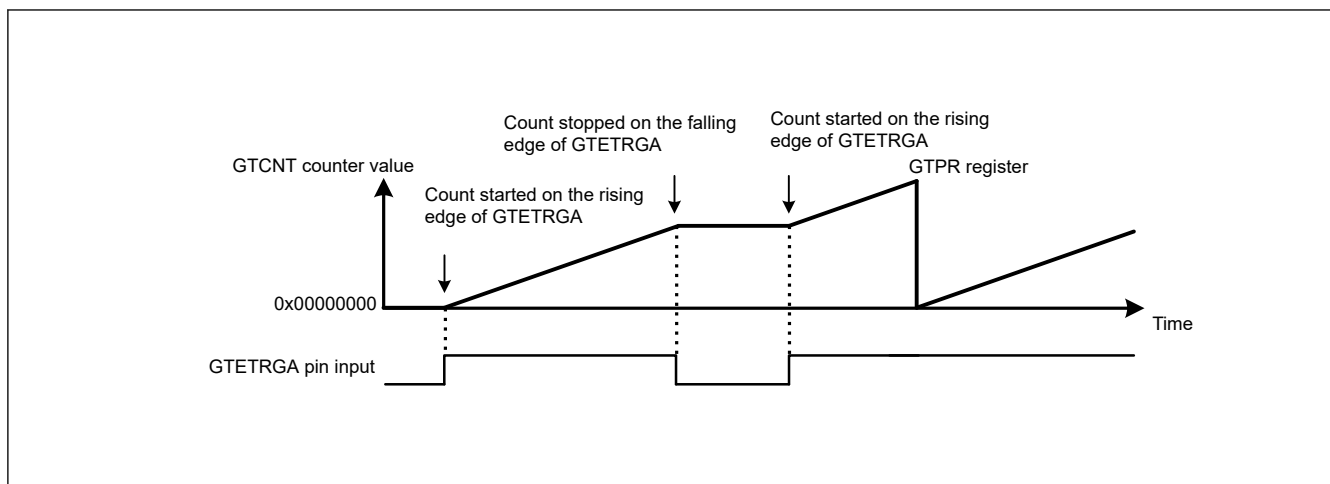 Count stopped on the falling
edge of GTETRGA
Count started on the rising
edge of GTETRGA
GTCNT counter value
GTPR register
Count started on the rising
edge of GTETRGA
0x00000000
Time
GTETRGA pin input